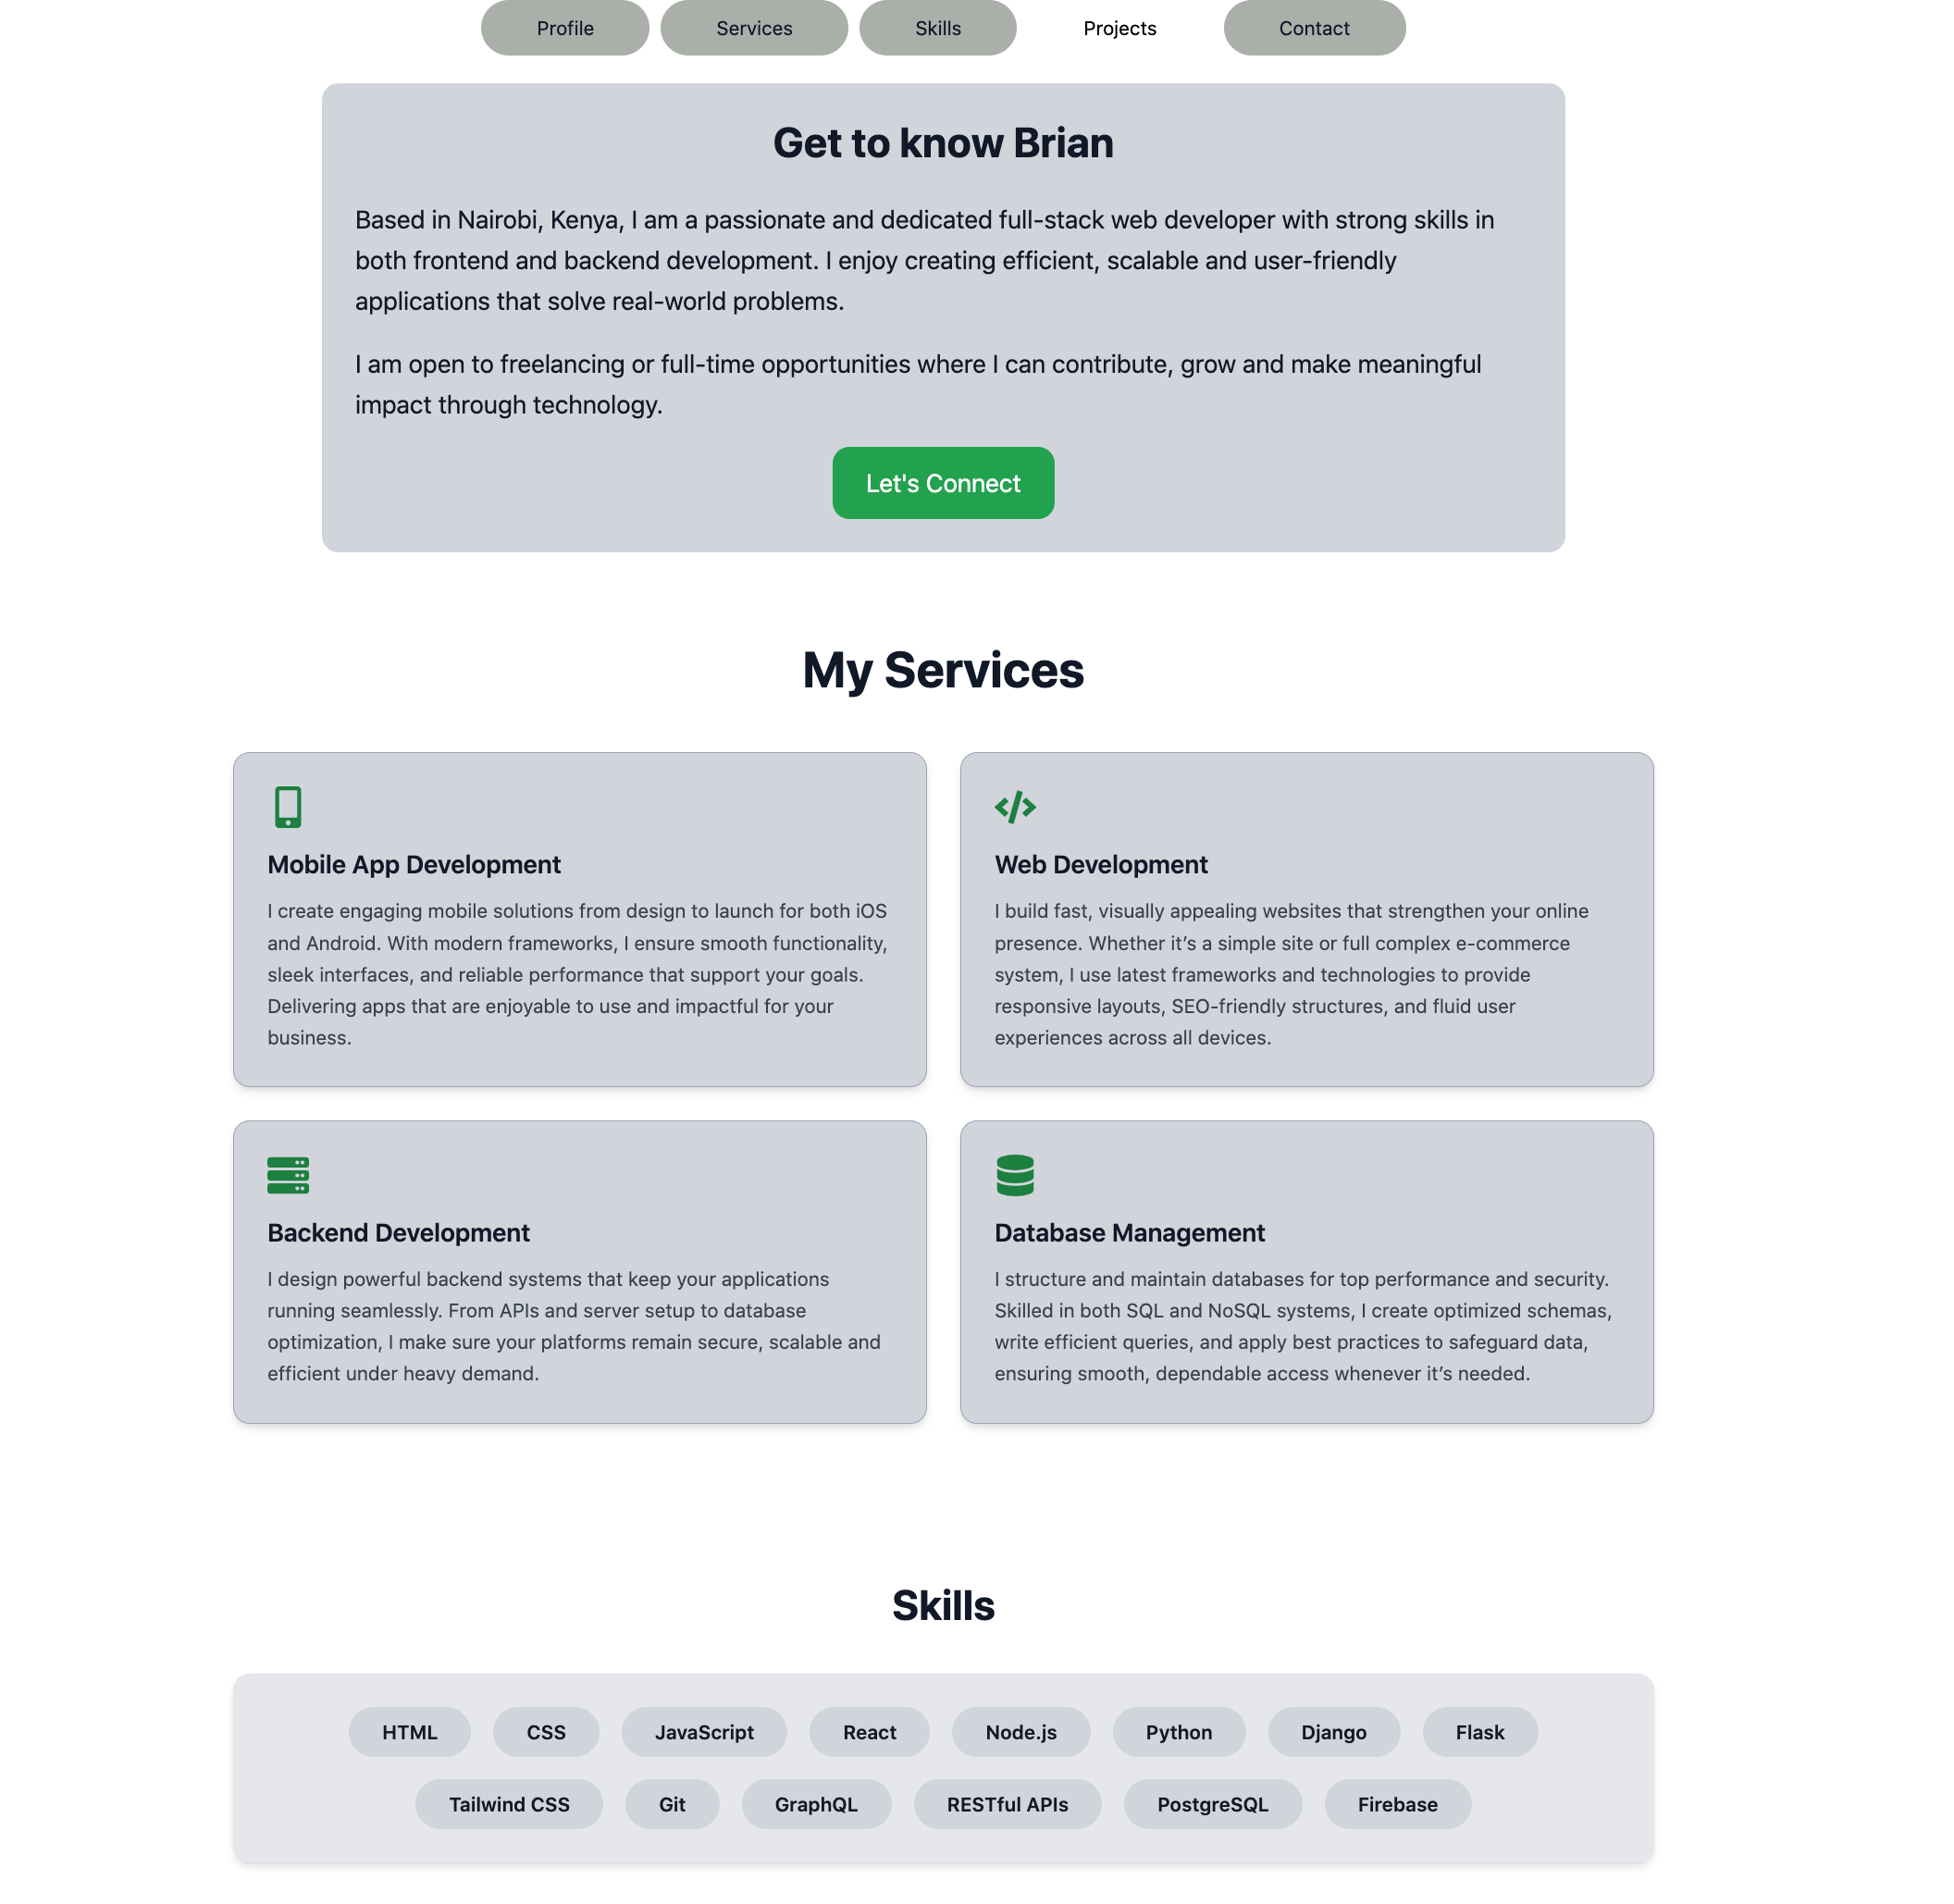 Profile Services Skills Projects Contact
Get to know Brian
Based in Nairobi, Kenya, I am a passionate and dedicated full-stack web developer with strong skills in
both frontend and backend development. I enjoy creating efficient, scalable and user-friendly
applications that solve real-world problems.
I am open to freelancing or full-time opportunities where I can contribute, grow and make meaningful
impact through technology.
Let's Connect
My Services
Mobile App Development
I create engaging mobile solutions from design to launch for both iOS
and Android. With modern frameworks, I ensure smooth functionality,
sleek interfaces, and reliable performance that support your goals.
Delivering apps that are enjoyable to use and impactful for your
business.
Web Development
I build fast, visually appealing websites that strengthen your online
presence. Whether it’s a simple site or full complex e-commerce
system, I use latest frameworks and technologies to provide
responsive layouts, SEO-friendly structures, and fluid user
experiences across all devices.
Backend Development
I design powerful backend systems that keep your applications
running seamlessly. From APIs and server setup to database
optimization, I make sure your platforms remain secure, scalable and
efficient under heavy demand.
Database Management
I structure and maintain databases for top performance and security.
Skilled in both SQL and NoSQL systems, I create optimized schemas,
write efficient queries, and apply best practices to safeguard data,
ensuring smooth, dependable access whenever it’s needed.
Skills
HTML CSS JavaScript React Node.js Python Django Flask
Tailwind CSS Git GraphQL RESTful APIs PostgreSQL Firebase